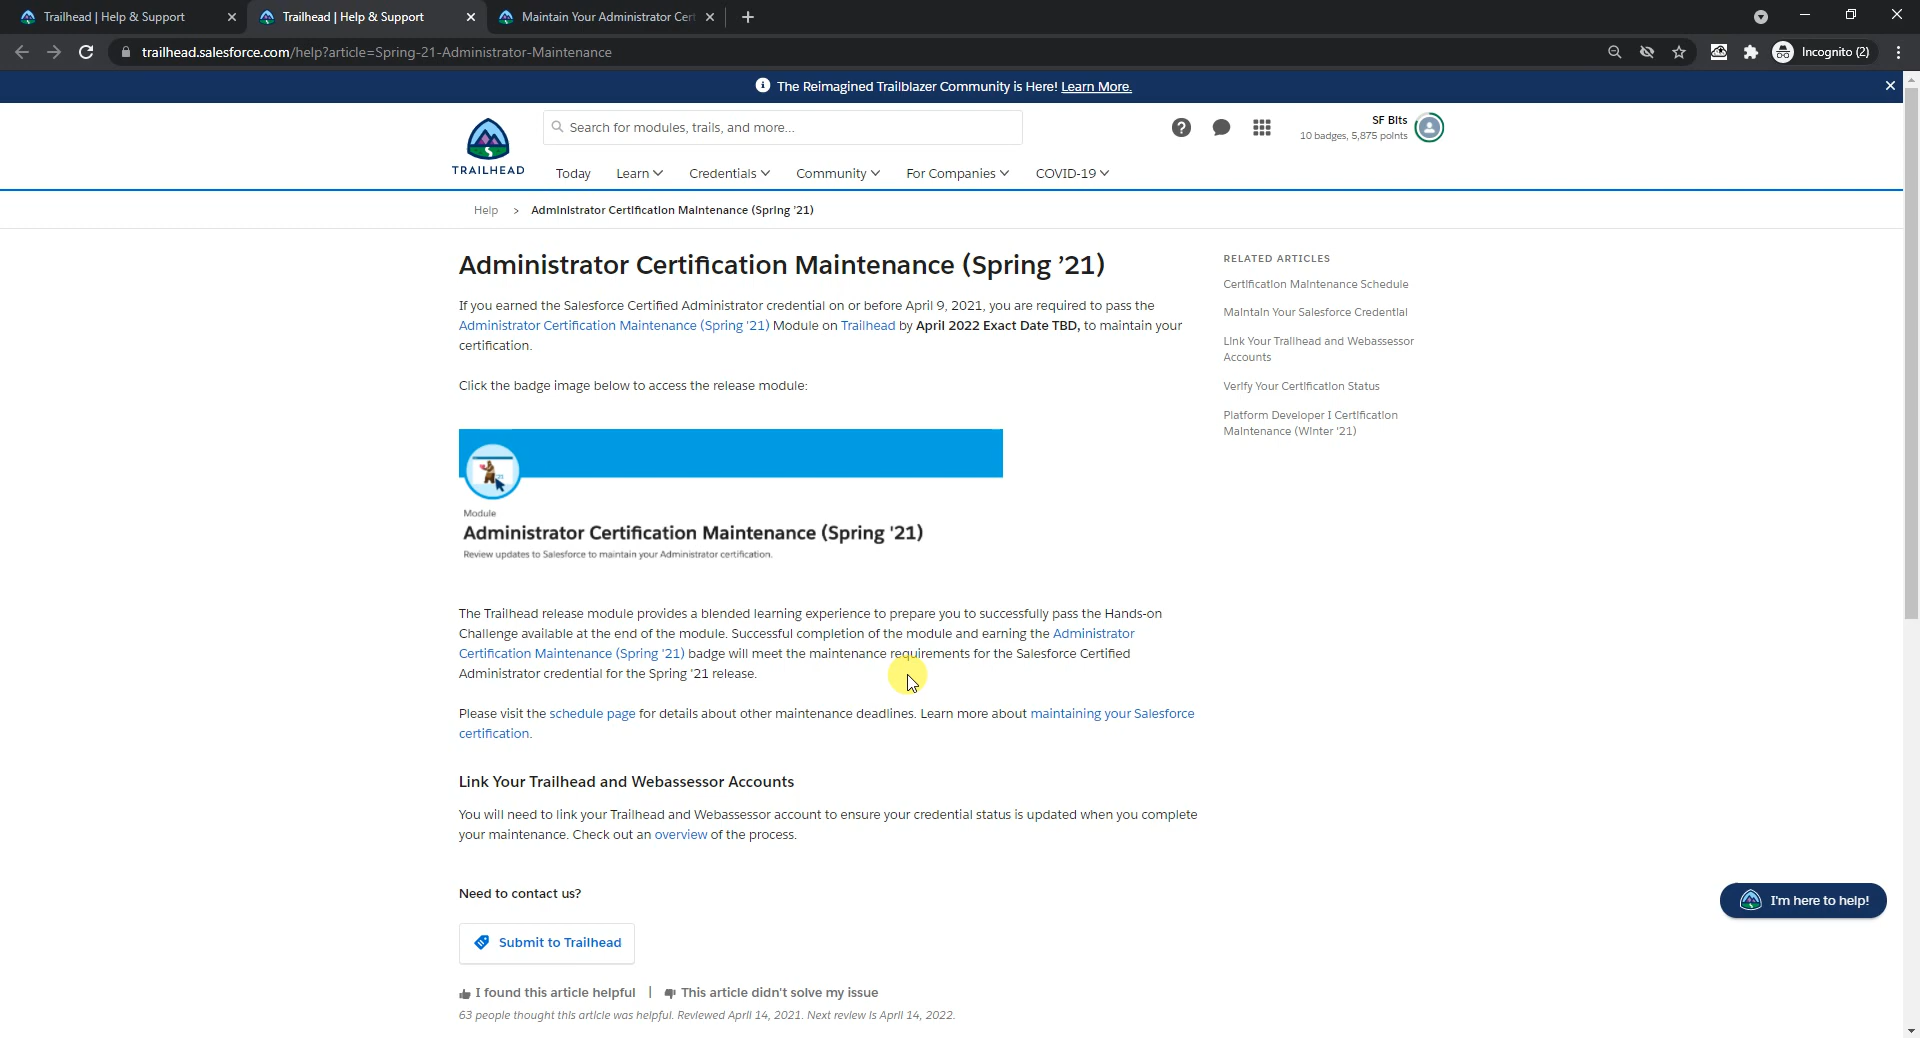 Trailhead | Help & Support
Trailhead | Help & Support
Maintain Your Administrator Cert
trailhead.salesforce.com/help?article=Spring-21-Administrator-Maintenance
Incognito (2)
The Reimagined Trailblazer Community is Here! Learn More.
TRAILHEAD
Search for modules, trails, and more...
SF Bits
10 badges, 5,875 points
Today Learn Credentials Community For Companies COVID-19
Help > Administrator Certification Maintenance (Spring '21)
Administrator Certification Maintenance (Spring ’21)
If you earned the Salesforce Certified Administrator credential on or before April 9, 2021, you are required to pass the
Administrator Certification Maintenance (Spring '21) Module on Trailhead by April 2022 Exact Date TBD, to maintain your
certification.
Click the badge image below to access the release module:
Module
Administrator Certification Maintenance (Spring '21)
Review updates to Salesforce to maintain your Administrator certification.
The Trailhead release module provides a blended learning experience to prepare you to successfully pass the Hands-on
Challenge available at the end of the module. Successful completion of the module and earning the Administrator
Certification Maintenance (Spring '21) badge will meet the maintenance requirements for the Salesforce Certified
Administrator credential for the Spring '21 release.
Please visit the schedule page for details about other maintenance deadlines. Learn more about maintaining your Salesforce
certification.
Link Your Trailhead and Webassessor Accounts
You will need to link your Trailhead and Webassessor account to ensure your credential status is updated when you complete
your maintenance. Check out an overview of the process.
Need to contact us?
Submit to Trailhead
I found this article helpful | This article didn't solve my issue
63 people thought this article was helpful. Reviewed April 14, 2021. Next review is April 14, 2022.
RELATED ARTICLES
Certification Maintenance Schedule
Maintain Your Salesforce Credential
Link Your Trailhead and Webassessor
Accounts
Verify Your Certification Status
Platform Developer I Certification
Maintenance (Winter '21)
I'm here to help!